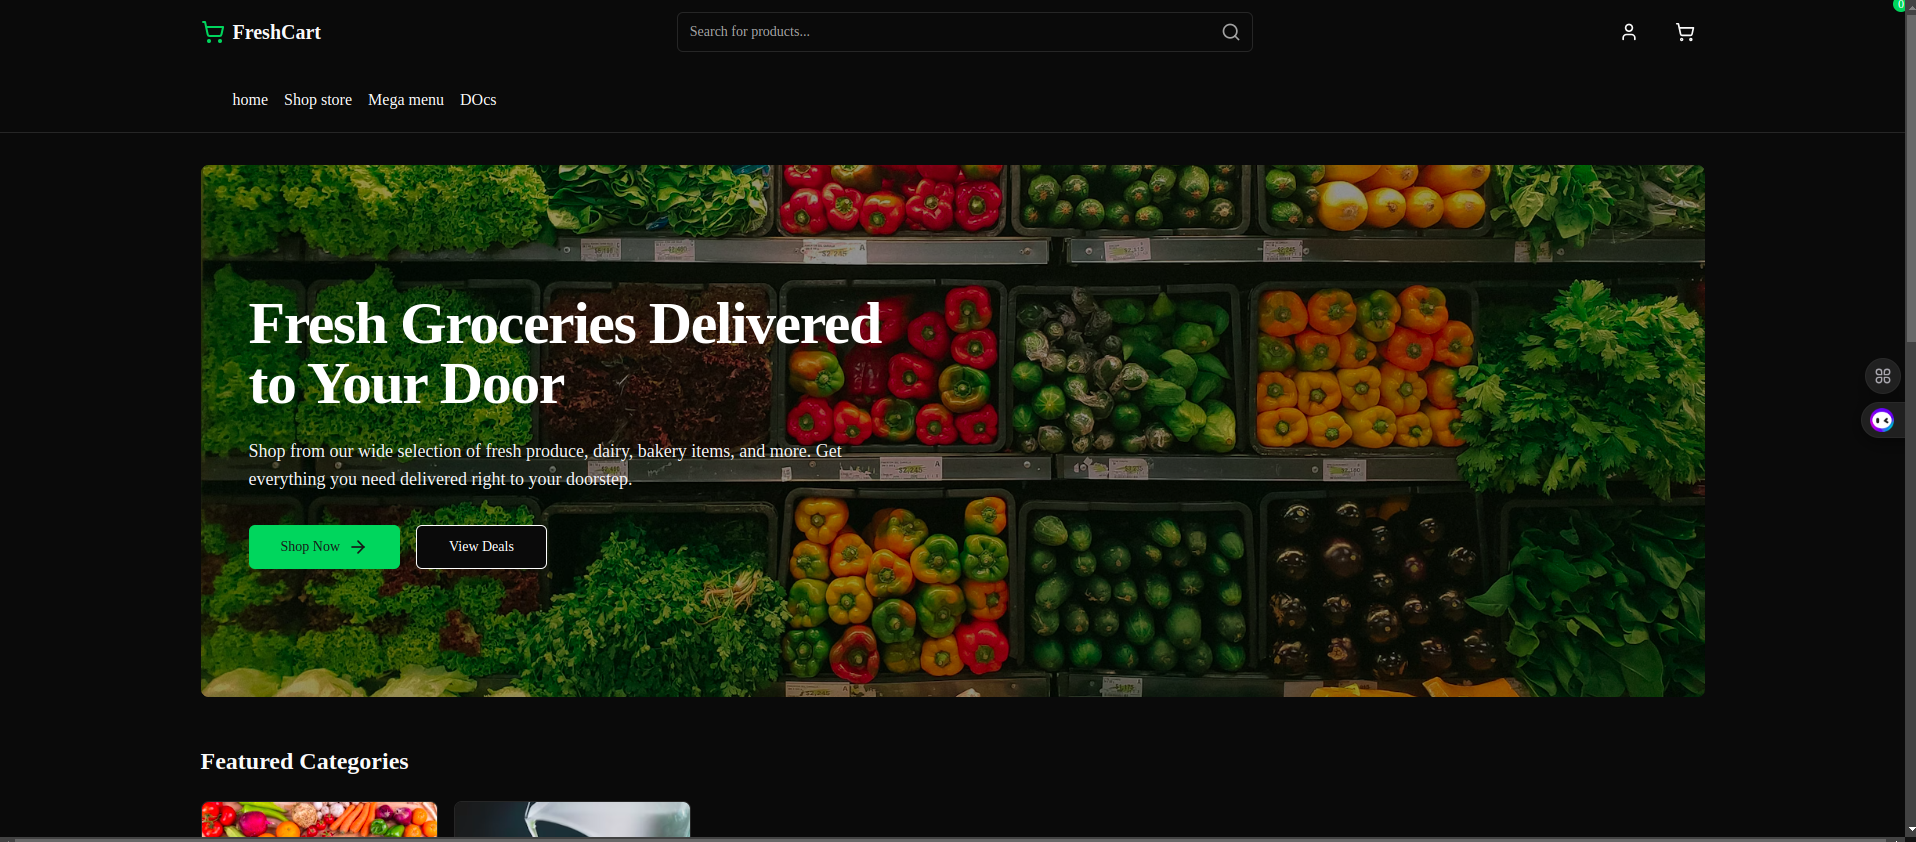 0
FreshCart
Search for products...
home Shop store Mega menu DOcs
Fresh Groceries Delivered
to Your Door
Shop from our wide selection of fresh produce, dairy, bakery items, and more. Get
everything you need delivered right to your doorstep.
Shop Now
View Deals
Featured Categories